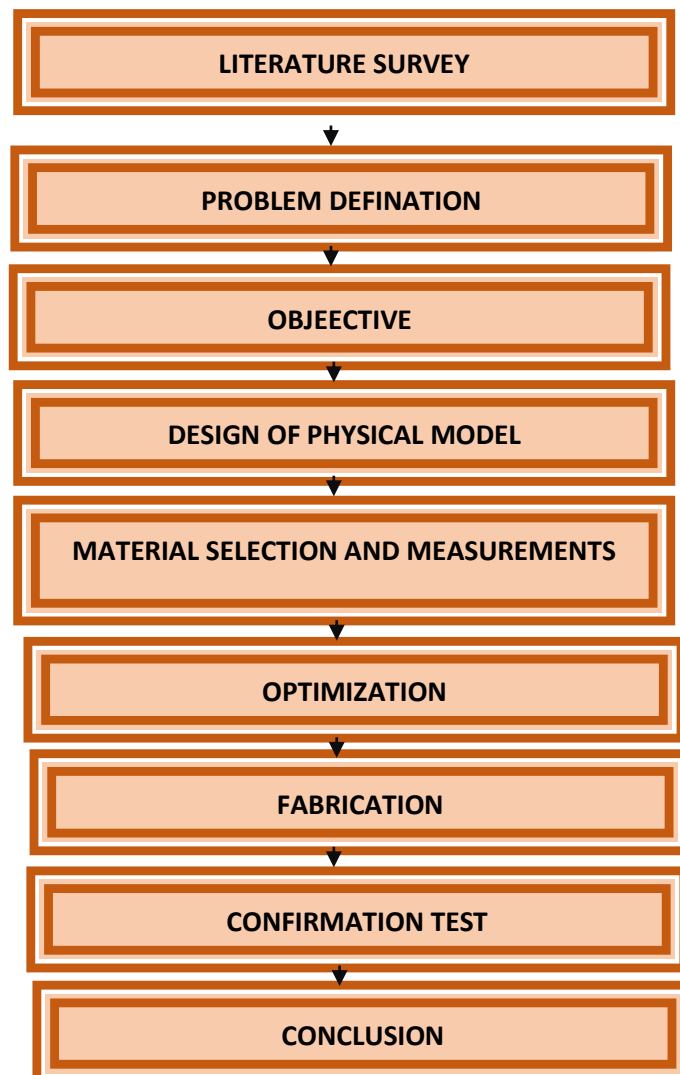 LITERATURE SURVEY
PROBLEM DEFINATION
OBJEECTIVE
DESIGN OF PHYSICAL MODEL
MATERIAL SELECTION AND MEASUREMENTS
OPTIMIZATION
FABRICATION
CONFIRMATION TEST
CONCLUSION